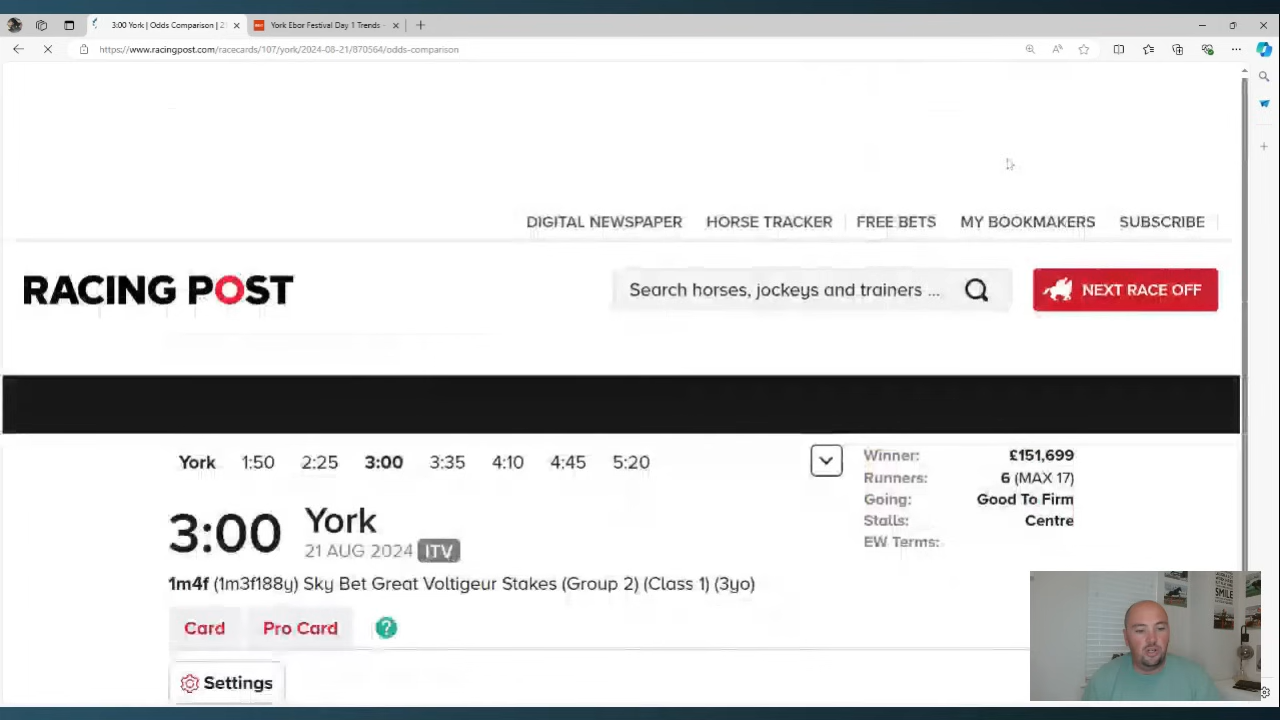 3:00 York | Odds Comparison | 2
York Ebor Festival Day 1 Trends
https://www.racingpost.com/racecards/107/york/2024-08-21/870564/odds-comparison
DIGITAL NEWSPAPER HORSE TRACKER FREE BETS MY BOOKMAKERS SUBSCRIBE
RACING POST
Search horses, jockeys and trainers ...
NEXT RACE OFF
York 1:50 2:25 3:00 3:35 4:10 4:45 5:20
Winner: £151,699
Runners: 6 (MAX 17)
Going: Good To Firm
Stalls: Centre
EW Terms:
3:00 York
21 AUG 2024 ITV
1m4f (1m3f188y) Sky Bet Great Voltigeur Stakes (Group 2) (Class 1) (3yo)
Card Pro Card ?
Settings
SMILE